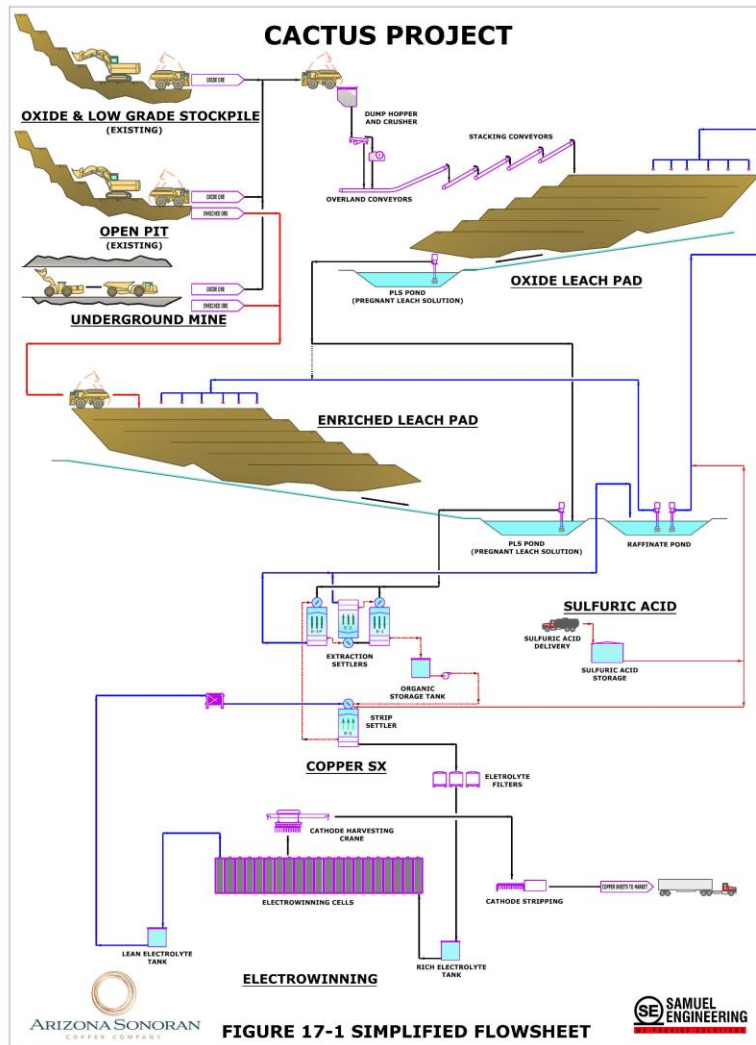 CACTUS PROJECT
OXIDE ORE
OXIDE & LOW GRADE STOCKPILE
(EXISTING)
DUMP HOPPER
AND CRUSHER
STACKING CONVEYORS
OVERLAND CONVEYORS
OXIDE ORE
ENRICHED ORE
OPEN PIT
(EXISTING)
OXIDE ORE
ENRICHED ORE
UNDERGROUND MINE
PLS POND
(PREGNANT LEACH SOLUTION)
OXIDE LEACH PAD
ENRICHED LEACH PAD
PLS POND
(PREGNANT LEACH SOLUTION)
RAFFINATE POND
EXTRACTION
SETTLERS
ORGANIC
STORAGE TANK
SULFURIC ACID
SULFURIC ACID
DELIVERY
SULFURIC ACID
STORAGE
STRIP
SETTLER
COPPER SX
ELETROLYTE
FILTERS
CATHODE HARVESTING
CRANE
ELECTROWINNING CELLS
CATHODE STRIPPING
COPPER SHEETS TO MARKET
LEAN ELECTROLYTE
TANK
RICH ELECTROLYTE
TANK
ELECTROWINNING
ARIZONA SONORAN
COPPER COMPANY
FIGURE 17-1 SIMPLIFIED FLOWSHEET
SE SAMUEL
ENGINEERING
WE PROVIDE SOLUTIONS